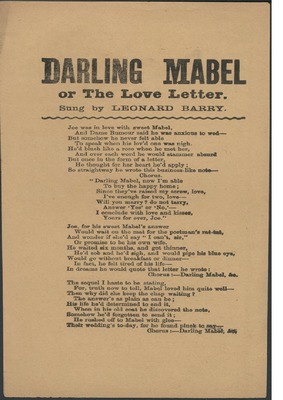 DARLING MABEL
or The Love Letter.
Sung by LEONARD BARRY.
Joe was in love with sweet Mabel,
And Dame Rumour said he was anxious to wed—
But somehow he never felt able
To speak when his lov'd one was nigh.
He'd blush like a rose when he met her,
And over each word he would stammer absurd
But once in the form of a letter,
He thought for her heart he'd apply;
So straightway he wrote this business-like note—
Chorus.
"Darling Mabel, now I'm able
To buy the happy home;
Since they've raised my screw, love,
I've enough for two, love—
Will you marry? do not tarry,
Answer 'Yes' or 'No,'—
I conclude with love and kisses,
Yours for ever, Joe."
Joe, for his sweet Mabel's answer
Would wait on the mat for the postman's rat-tat,
And wonder if she'd say "I can't, sir,"
Or promise to be his own wife.
He waited six months, and got thinner,
He'd sob and he'd sigh, and would pipe his blue eye,
Would go without breakfast or dinner—
In fact, he felt tired of his life—
In dreams he would quote that letter he wrote:
Chorus:—Darling Mabel, &c.
The sequel I haste to be stating,
For, truth now to tell, Mabel loved him quite well—
Then why did she keep the chap waiting?
The answer's as plain as can be;
His life he'd determined to end it,
When in his old coat he discovered the note,
Somehow he'd forgotten to send it;
He rushed off to Mabel with glee—
Their wedding's to-day, for he found pluck to say—
Chorus:—Darling Mabel, &c.